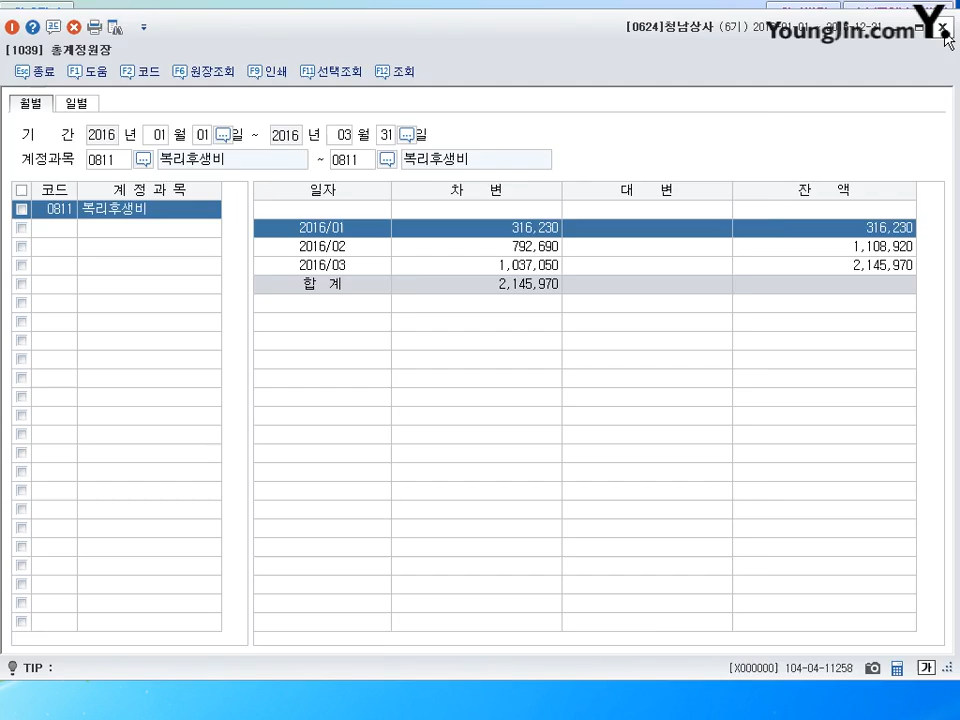 [0624]청남상사 (6기)
YoungJin.com Y.
[1039] 총계정원장
Esc 종료 F1 도움 F2 코드 F6 원장조회 F9 인쇄 F11 선택조회 F12 조회
월별 일별
기 간 2016 년 01 월 01 일 ~ 2016 년 03 월 31 일
계정과목 0811 복리후생비 ~ 0811 복리후생비
코드 계 정 과 목 일자 차 변 대 변 잔 액
0811 복리후생비
2016/01 316,230 316,230
2016/02 792,690 1,108,920
2016/03 1,037,050 2,145,970
합 계 2,145,970
TIP : [X000000] 104-04-11258 가